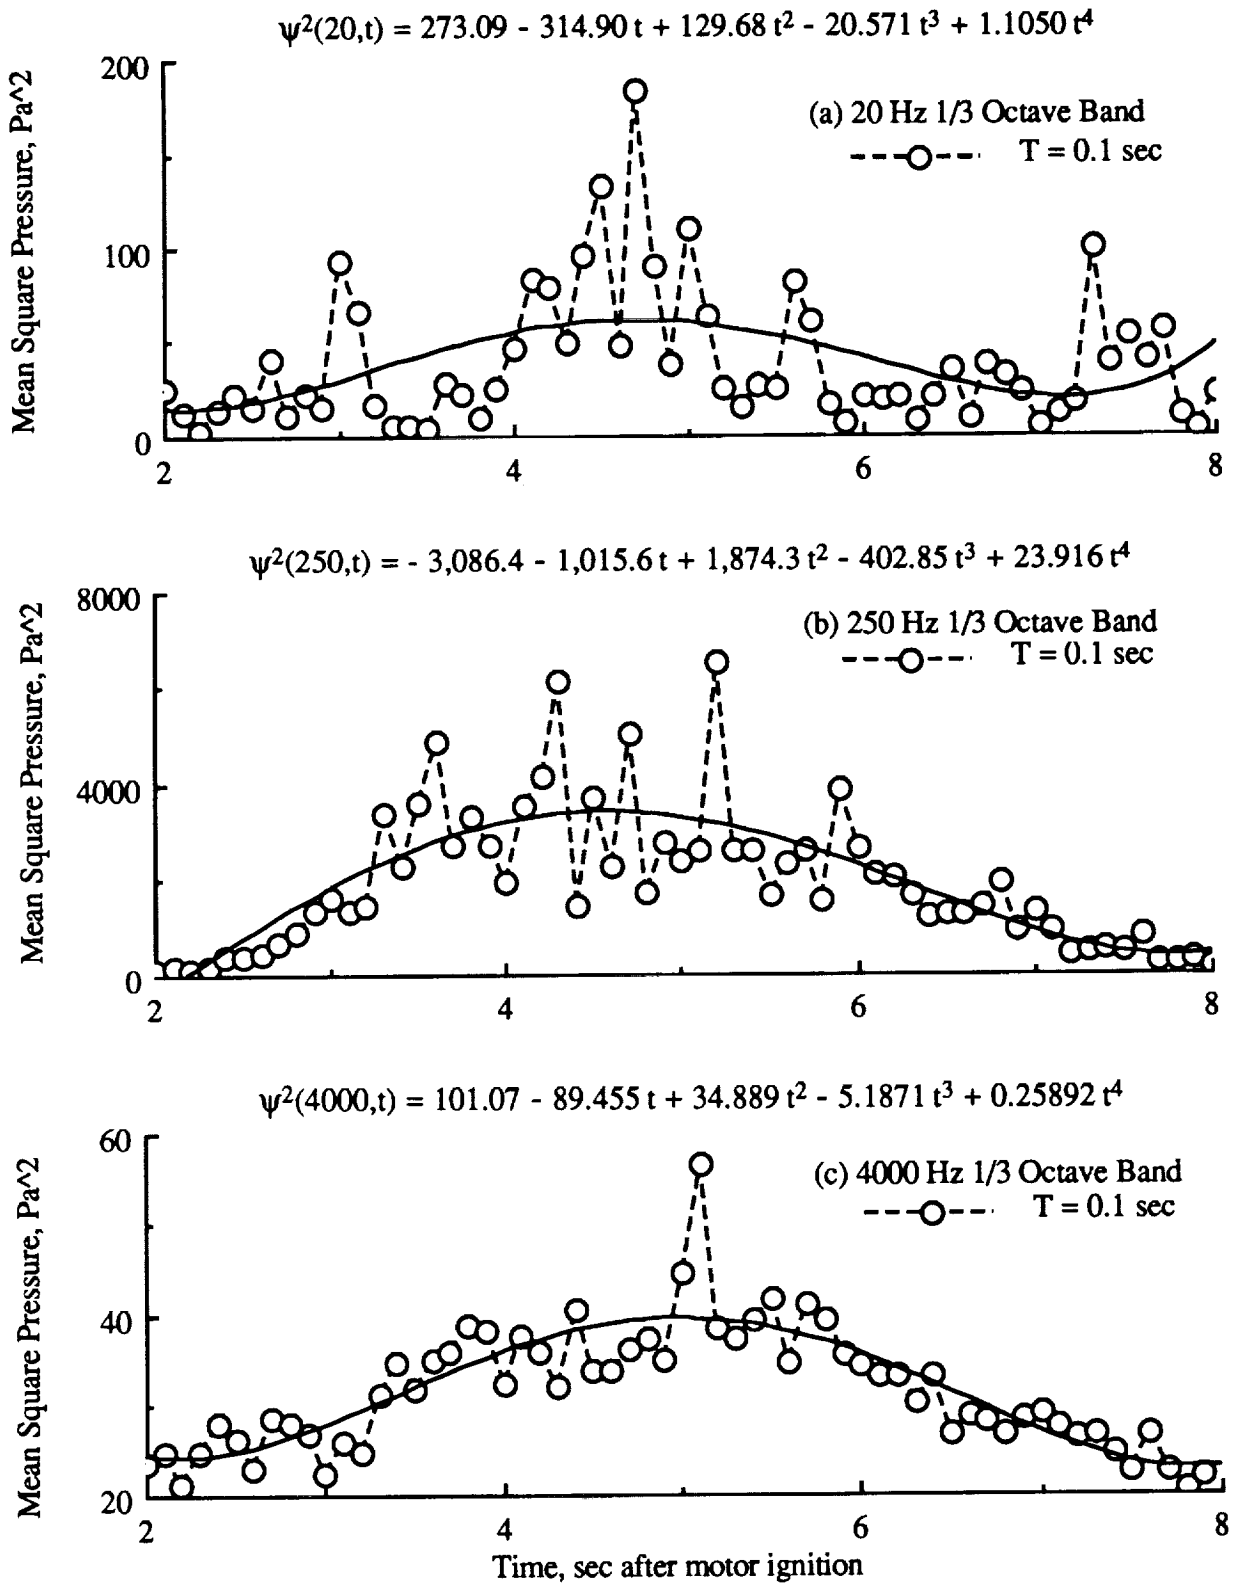 ψ²(20,t) = 273.09 - 314.90 t + 129.68 t² - 20.571 t³ + 1.1050 t⁴
Mean Square Pressure, Pa^2
200
100
0
(a) 20 Hz 1/3 Octave Band
T = 0.1 sec
2 4 6 8
ψ²(250,t) = - 3,086.4 - 1,015.6 t + 1,874.3 t² - 402.85 t³ + 23.916 t⁴
Mean Square Pressure, Pa^2
8000
4000
0
(b) 250 Hz 1/3 Octave Band
T = 0.1 sec
2 4 6 8
ψ²(4000,t) = 101.07 - 89.455 t + 34.889 t² - 5.1871 t³ + 0.25892 t⁴
Mean Square Pressure, Pa^2
60
40
20
(c) 4000 Hz 1/3 Octave Band
T = 0.1 sec
2 4 6 8
Time, sec after motor ignition